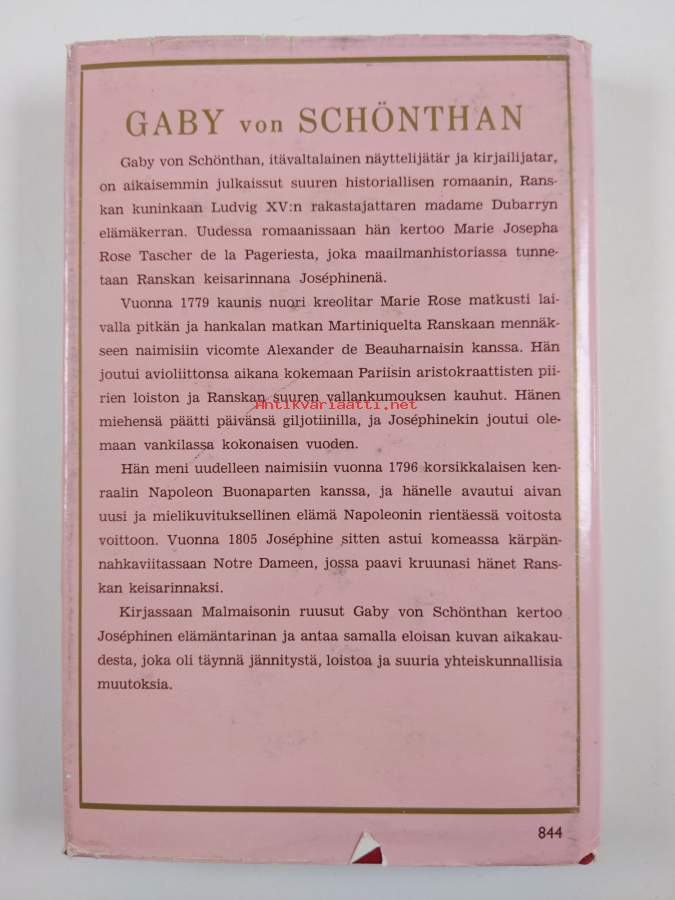 GABY von SCHÖNTHAN
Gaby von Schönthan, itävaltalainen näyttelijätär ja kirjailijatar,
on aikaisemmin julkaissut suuren historiallisen romaanin, Rans-
kan kuninkaan Ludvig XV:n rakastajattaren madame Dubarryn
elämäkerran. Uudessa romaanissaan hän kertoo Marie Josepha
Rose Tascher de la Pageriesta, joka maailmanhistoriassa tunne-
taan Ranskan keisarinnana Joséphinenä.
Vuonna 1779 kaunis nuori kreolitar Marie Rose matkusti lai-
valla pitkän ja hankalan matkan Martiniquelta Ranskaan mennäk-
seen naimisiin vicomte Alexander de Beauharnaisin kanssa. Hän
joutui avioliittonsa aikana kokemaan Pariisin aristokraattisten pii-
rien loiston ja Ranskan suuren vallankumouksen kauhut. Hänen
Antikvariaatti.net
miehensä päätti päivänsä giljotiinilla, ja Joséphinekin joutui ole-
maan vankilassa kokonaisen vuoden.
Hän meni uudelleen naimisiin vuonna 1796 korsikkalaisen ken-
raalin Napoleon Buonaparten kanssa, ja hänelle avautui aivan
uusi ja mielikuvituksellinen elämä Napoleonin rientäessä voitosta
voittoon. Vuonna 1805 Joséphine sitten astui komeassa kärpän-
nahkaviitassaan Notre Dameen, jossa paavi kruunasi hänet Rans-
kan keisarinnaksi.
Kirjassaan Malmaisonin ruusut Gaby von Schönthan kertoo
Joséphinen elämäntarinan ja antaa samalla eloisan kuvan aikakau-
desta, joka oli täynnä jännitystä, loistoa ja suuria yhteiskunnallisia
muutoksia.
844